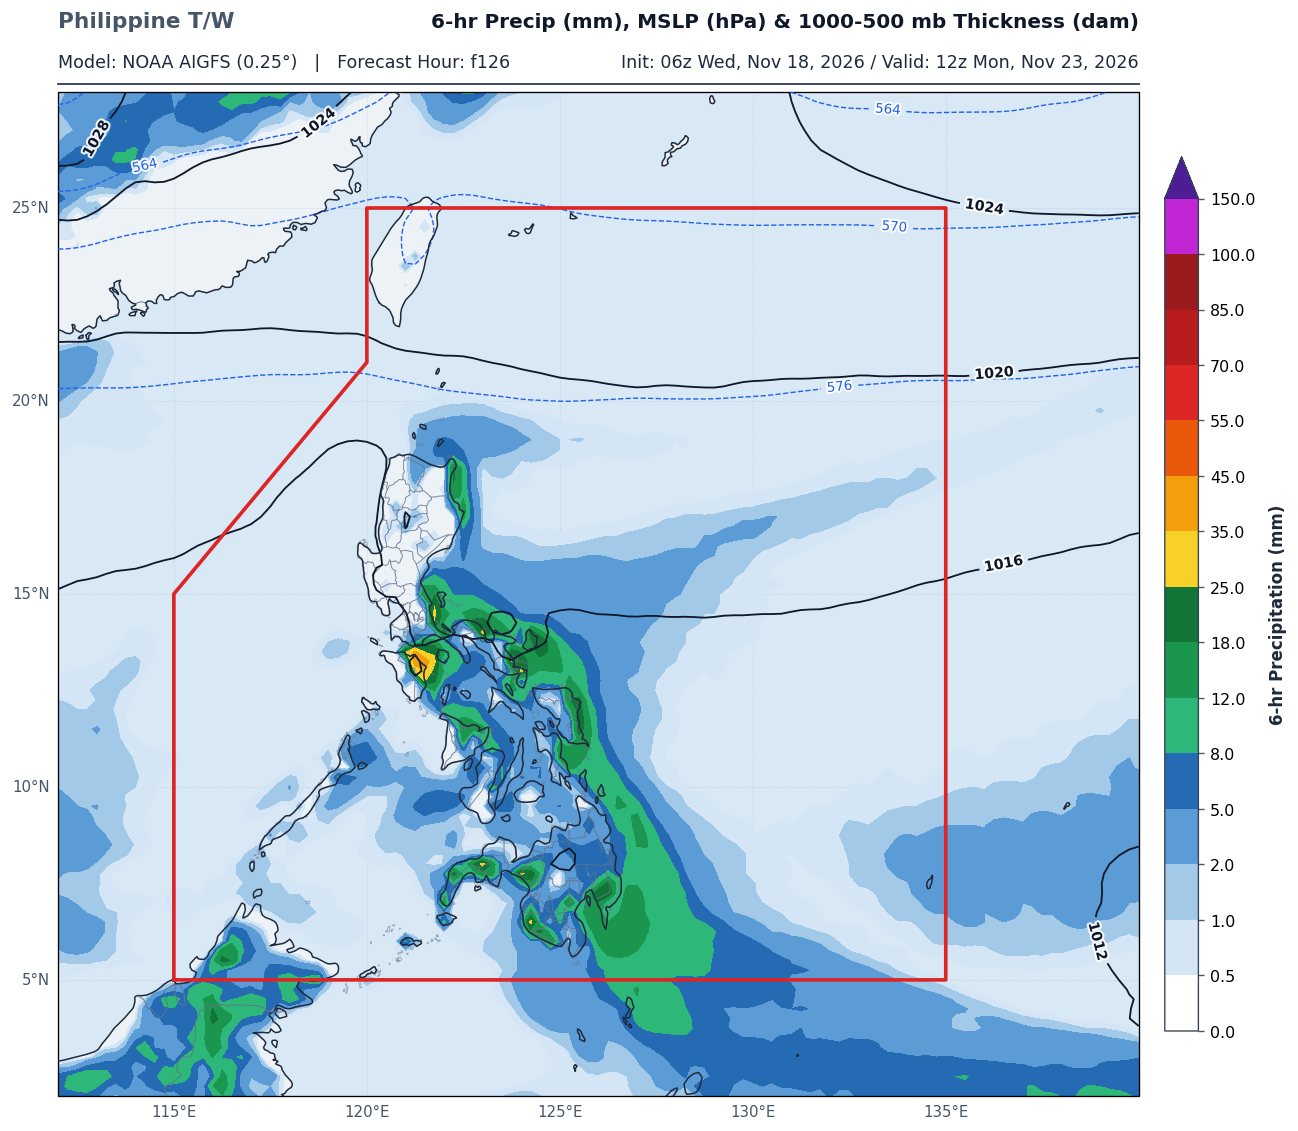 Philippine T/W
6-hr Precip (mm), MSLP (hPa) & 1000-500 mb Thickness (dam)
Model: NOAA AIGFS (0.25°) | Forecast Hour: f126
Init: 06z Wed, Nov 18, 2026 / Valid: 12z Mon, Nov 23, 2026
1028
1024
564
564
1024
570
1020
576
1016
1012
25°N
20°N
15°N
10°N
5°N
115°E
120°E
125°E
130°E
135°E
150.0
100.0
85.0
70.0
55.0
45.0
35.0
25.0
18.0
12.0
8.0
5.0
2.0
1.0
0.5
0.0
6-hr Precipitation (mm)